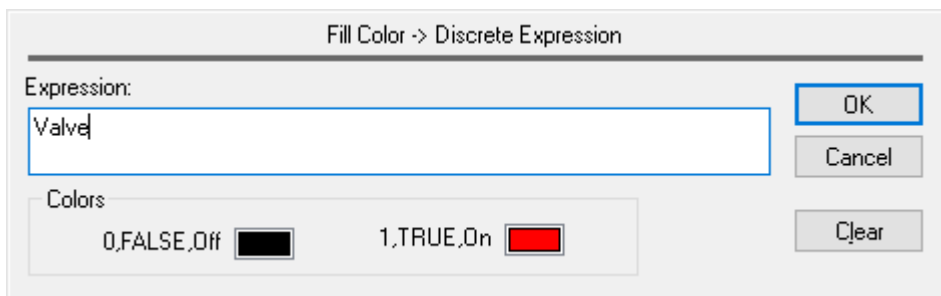 Fill Color -> Discrete Expression
Expression:
Valve
OK
Cancel
Colors
0,FALSE,Off
1,TRUE,On
Clear